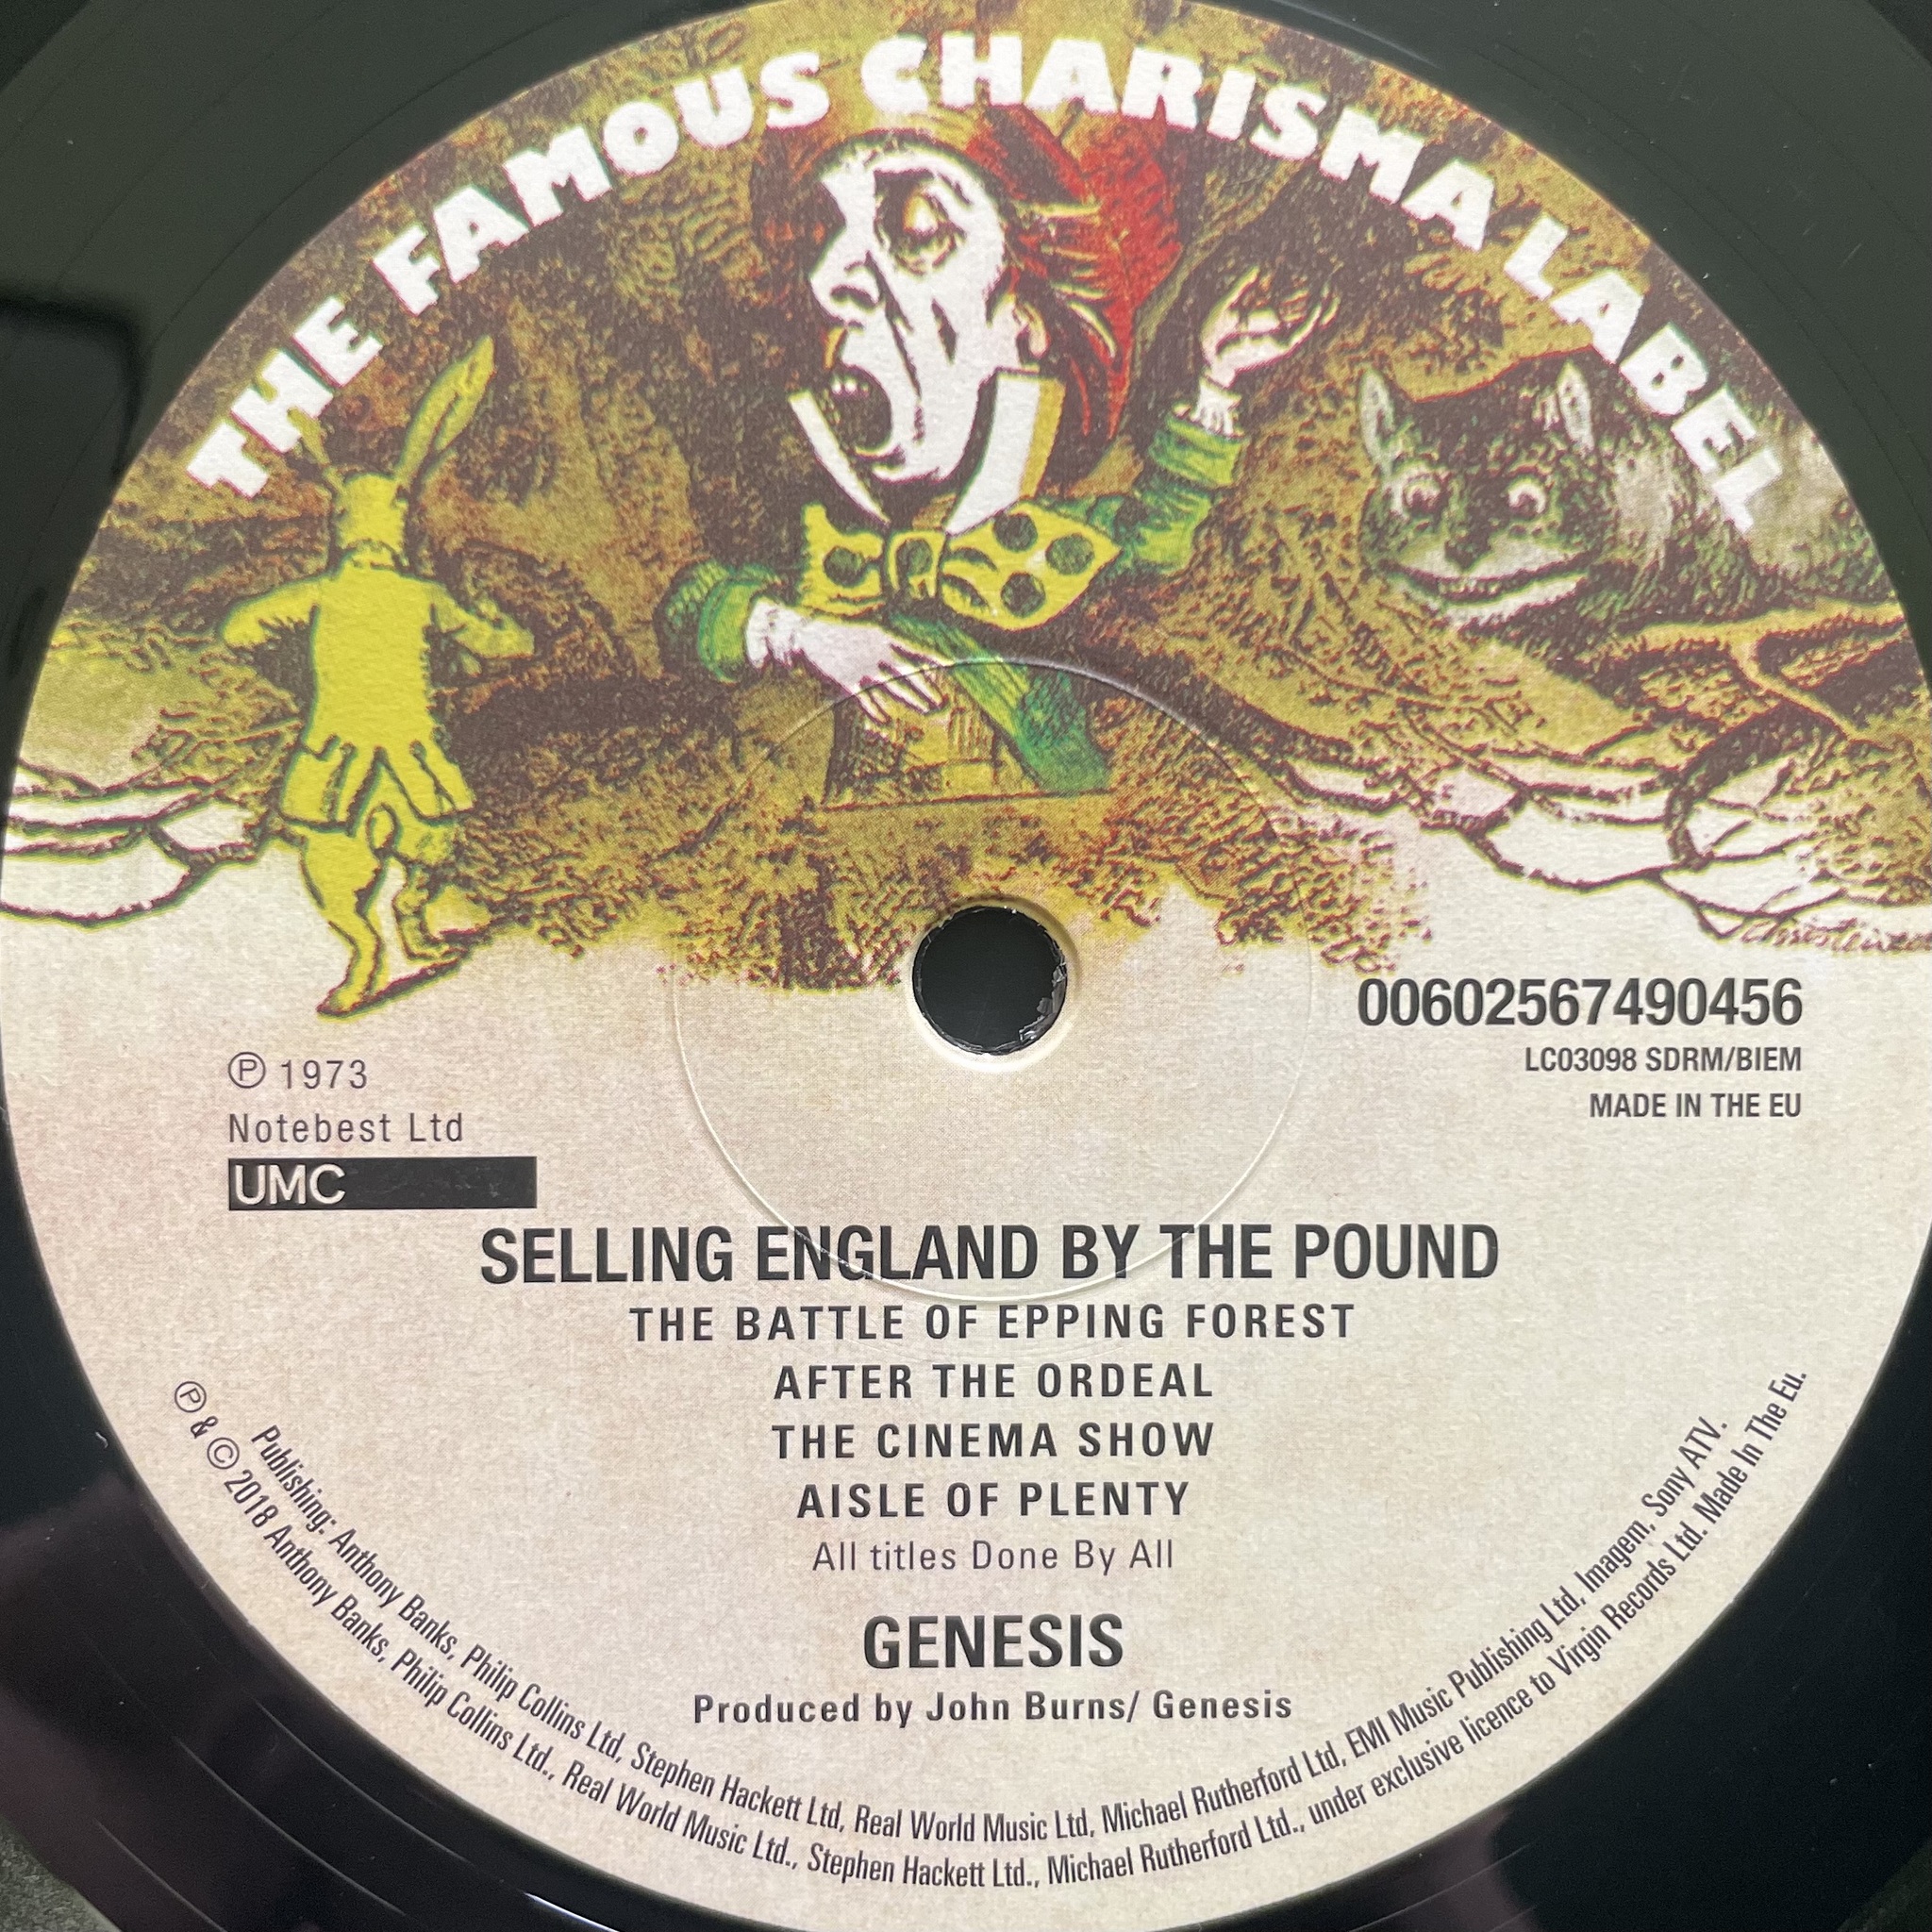 THE FAMOUS CHARISMA LABEL
00602567490456
LC03098 SDRM/BIEM
MADE IN THE EU
℗ 1973
Notebest Ltd
UMC
SELLING ENGLAND BY THE POUND
THE BATTLE OF EPPING FOREST
AFTER THE ORDEAL
THE CINEMA SHOW
AISLE OF PLENTY
All titles Done By All
GENESIS
Produced by John Burns/ Genesis
Publishing: Anthony Banks, Philip Collins Ltd, Stephen Hackett Ltd, Real World Music Ltd, Michael Rutherford Ltd, EMI Music Publishing Ltd, Imagem, Sony ATV.
℗ & © 2018 Anthony Banks, Philip Collins Ltd., Real World Music Ltd., Stephen Hackett Ltd., Michael Rutherford Ltd., under exclusive licence to Virgin Records Ltd. Made In The Eu.